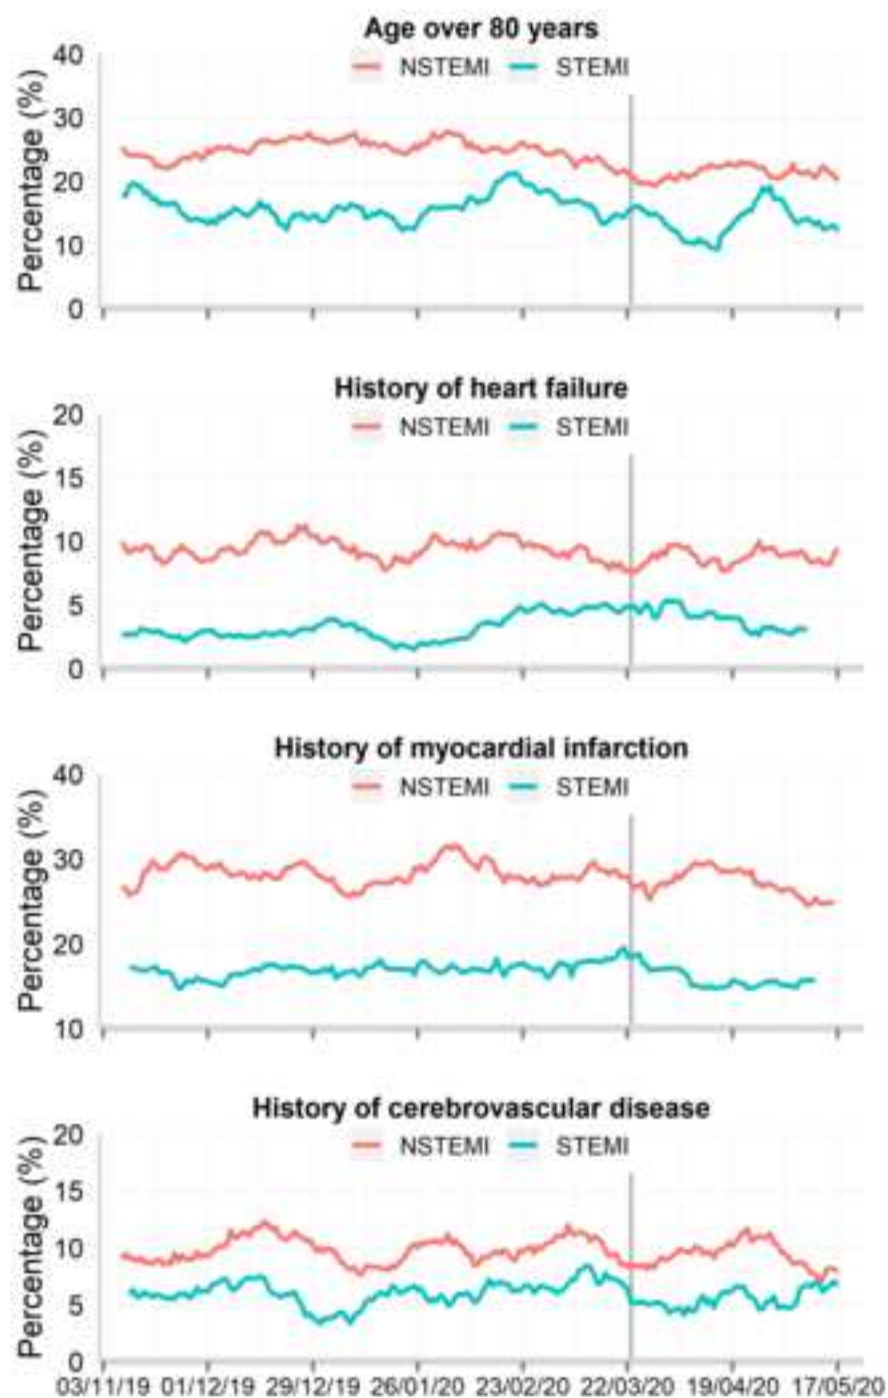 Age over 80 years
NSTEMI STEMI
Percentage (%)
40
30
20
10
0
History of heart failure
NSTEMI STEMI
Percentage (%)
20
15
10
5
0
History of myocardial infarction
NSTEMI STEMI
Percentage (%)
40
30
20
10
History of cerebrovascular disease
NSTEMI STEMI
Percentage (%)
20
15
10
5
0
03/11/19 01/12/19 29/12/19 26/01/20 23/02/20 22/03/20 19/04/20 17/05/20